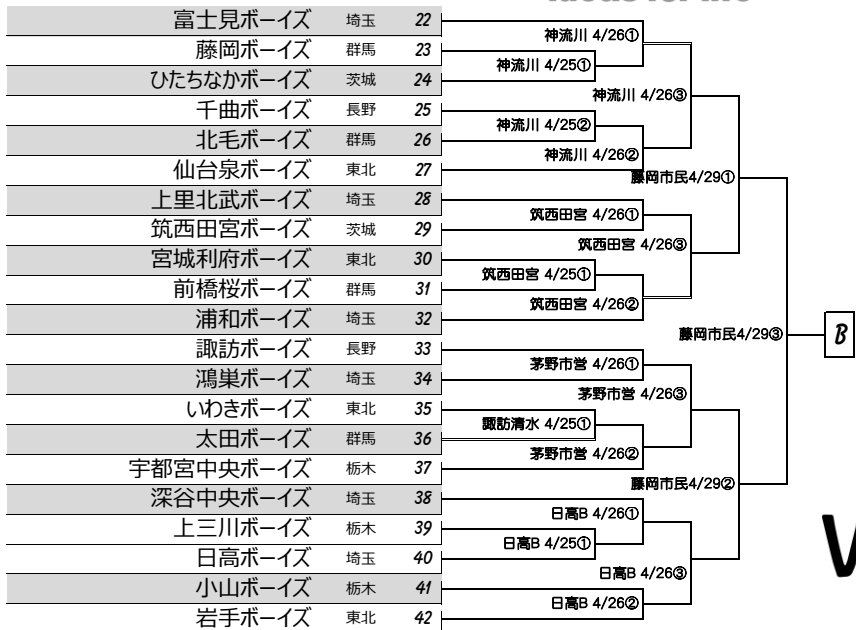 富士見ボーイズ 埼玉 22
神流川 4/26①
藤岡ボーイズ 群馬 23
神流川 4/25①
ひたちなかボーイズ 茨城 24
神流川 4/26③
千曲ボーイズ 長野 25
神流川 4/25②
北毛ボーイズ 群馬 26
神流川 4/26②
仙台泉ボーイズ 東北 27
藤岡市民4/29①
上里北武ボーイズ 埼玉 28
筑西田宮 4/26①
筑西田宮ボーイズ 茨城 29
筑西田宮 4/26③
宮城利府ボーイズ 東北 30
筑西田宮 4/25①
前橋桜ボーイズ 群馬 31
筑西田宮 4/26②
浦和ボーイズ 埼玉 32
藤岡市民4/29③
B
諏訪ボーイズ 長野 33
茅野市営 4/26①
鴻巣ボーイズ 埼玉 34
茅野市営 4/26③
いわきボーイズ 東北 35
諏訪清水 4/25①
太田ボーイズ 群馬 36
茅野市営 4/26②
宇都宮中央ボーイズ 栃木 37
藤岡市民4/29②
深谷中央ボーイズ 埼玉 38
日高B 4/26①
上三川ボーイズ 栃木 39
日高B 4/25①
日高ボーイズ 埼玉 40
日高B 4/26③
小山ボーイズ 栃木 41
日高B 4/26②
岩手ボーイズ 東北 42